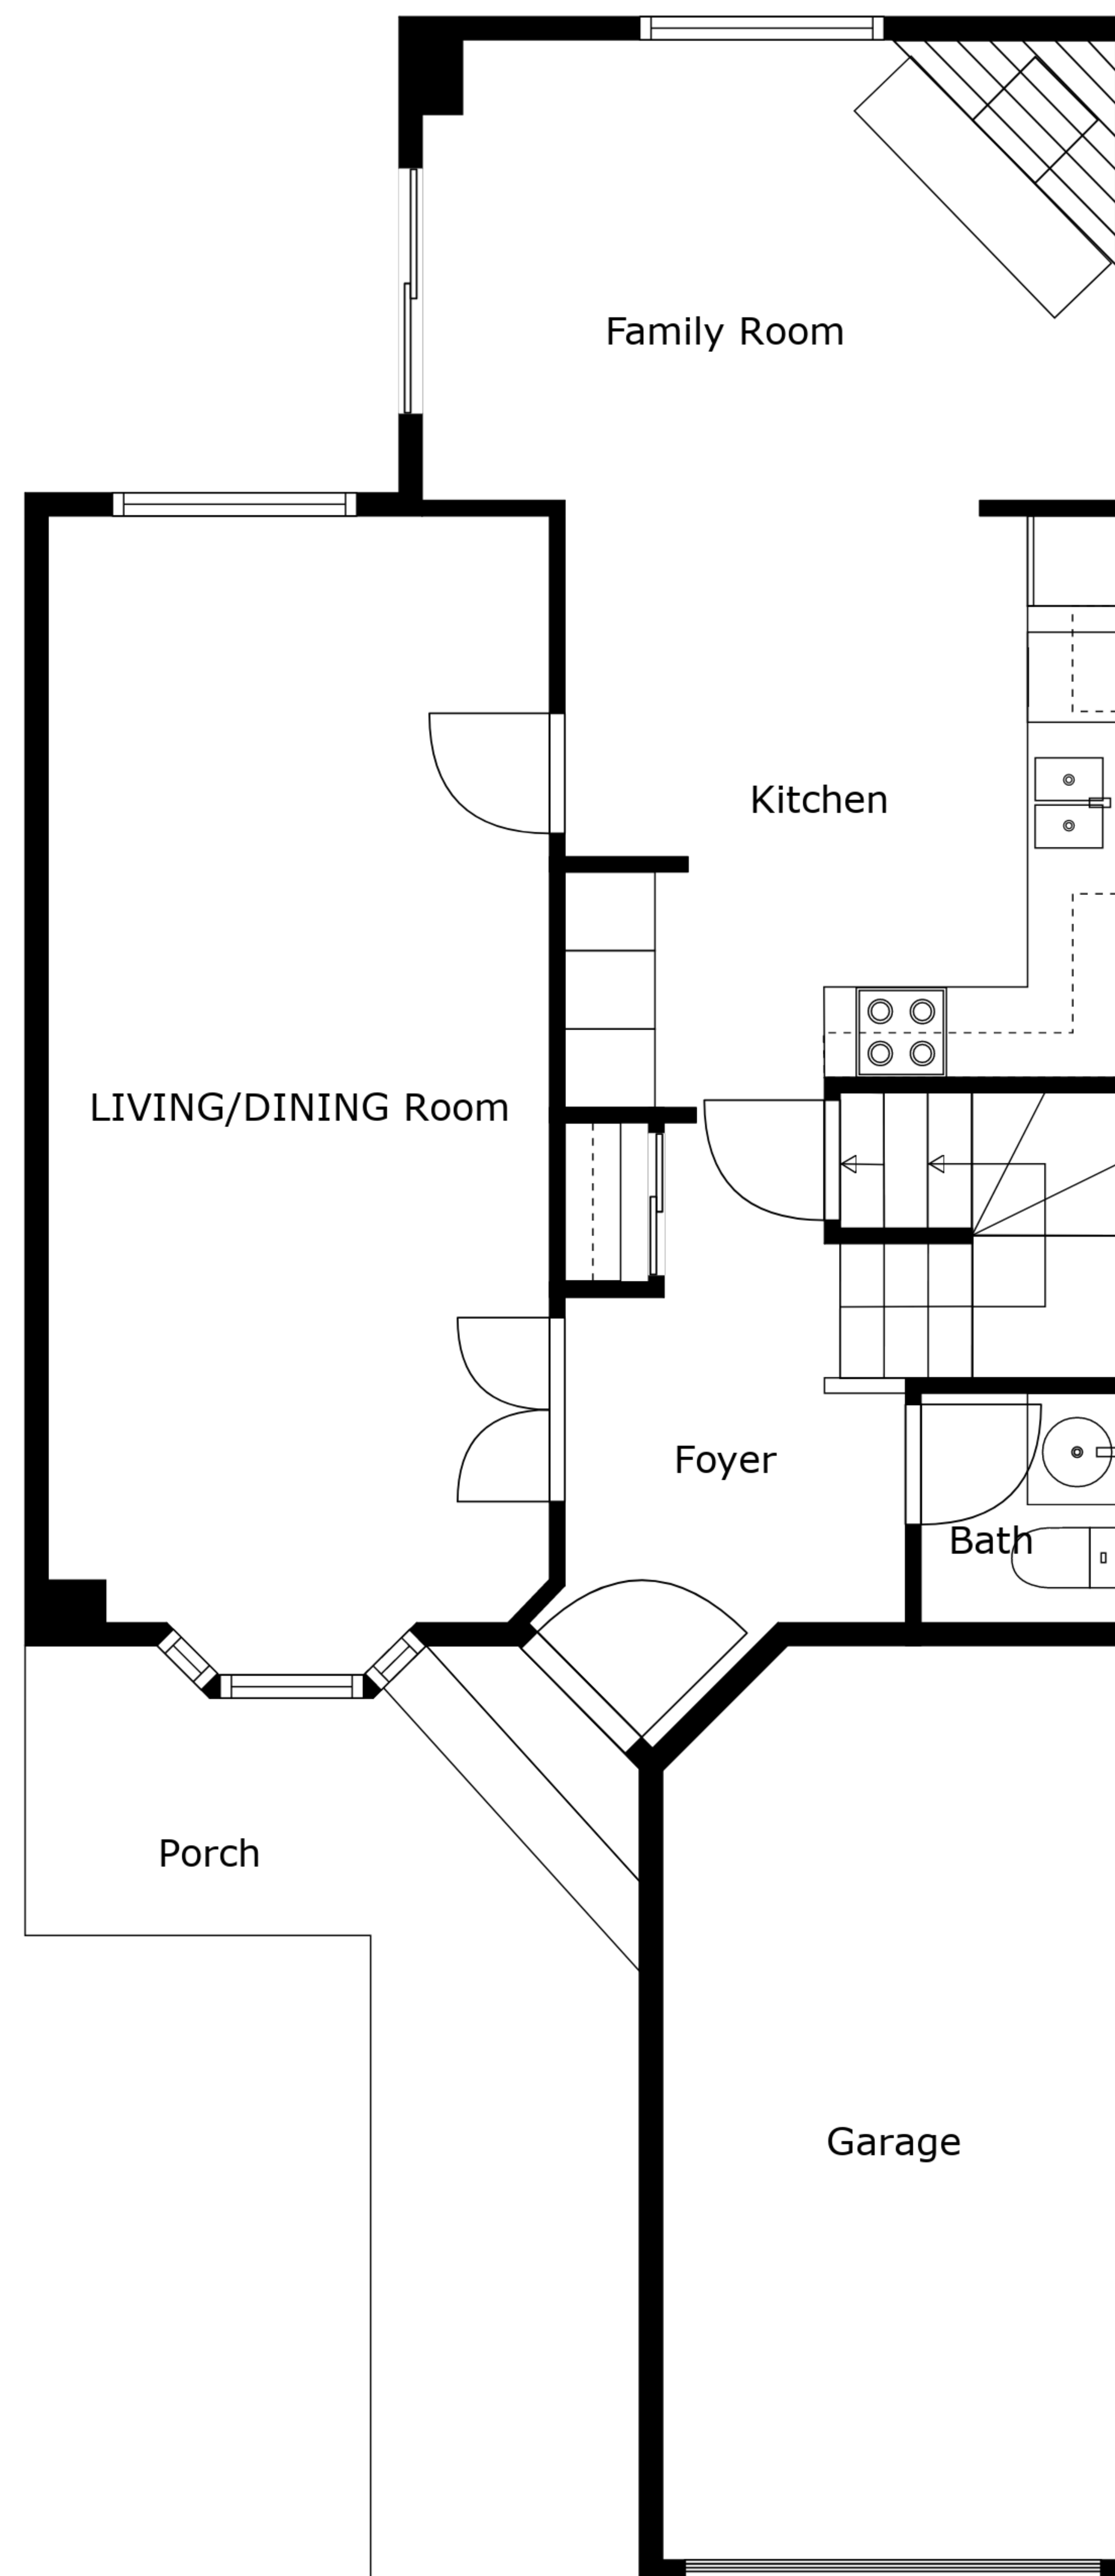 Family Room
Kitchen
LIVING/DINING Room
Foyer
Bath
Porch
Garage